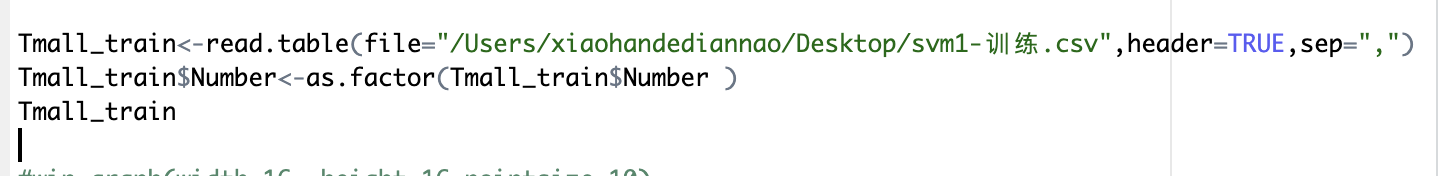 Tmall_train<-read.table(file="/Users/xiaohandediannao/Desktop/svm1-训练.csv",header=TRUE,sep=",")
Tmall_train$Number<-as.factor(Tmall_train$Number )
Tmall_train